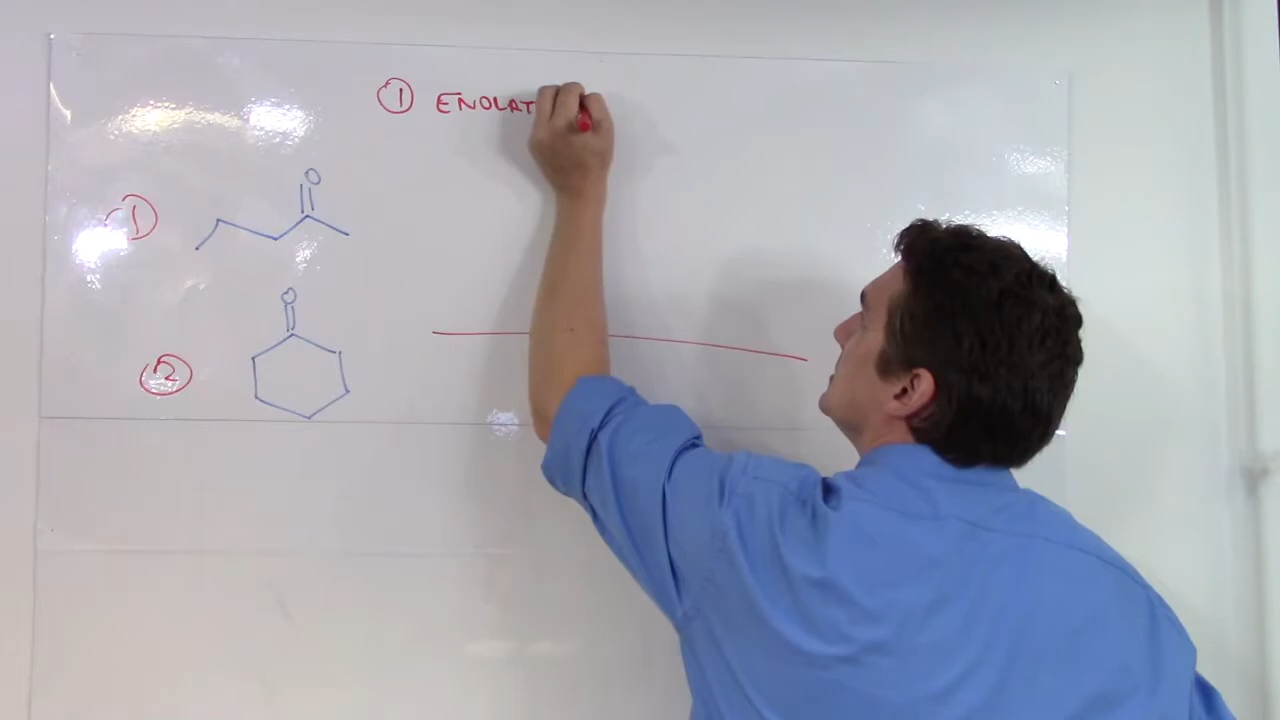 ① ENOLAT
① O
O
②